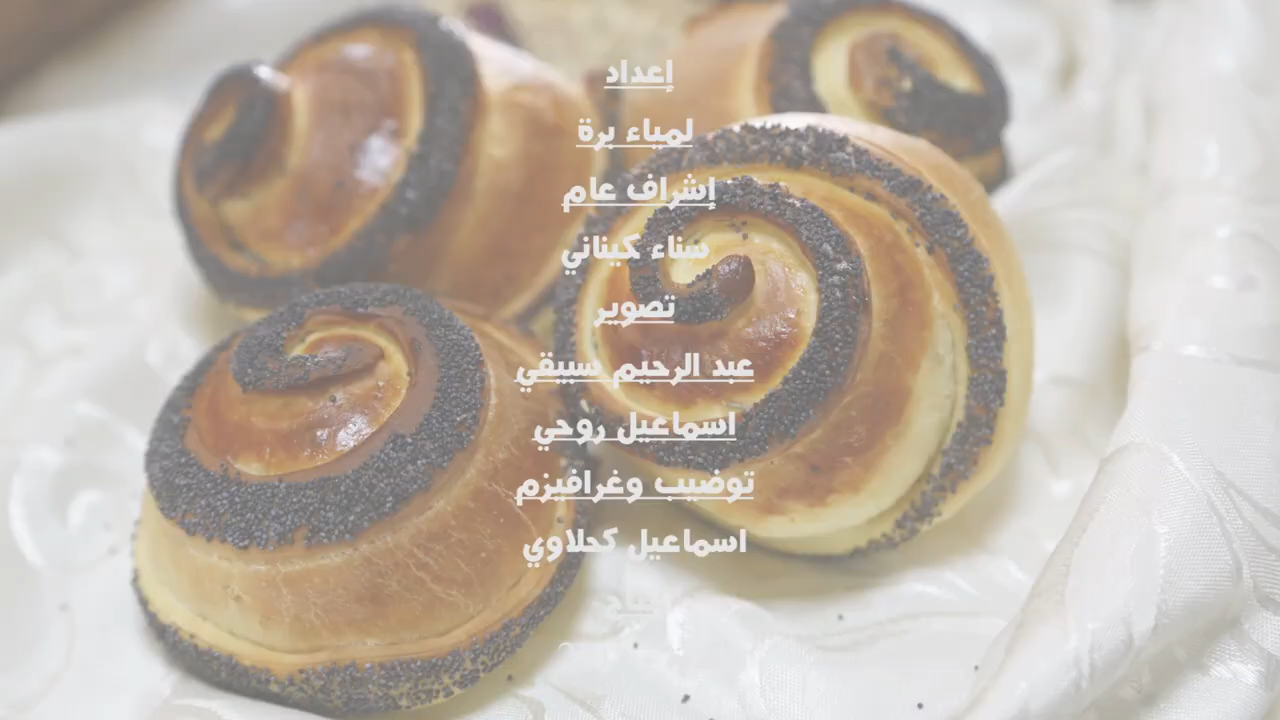 إعداد
لمياء برة
إشراف عام
سناء كيناني
تصوير
عبد الرحيم سبيقي
اسماعيل روحي
توضيب وغرافيزم
اسماعيل كحلاوي